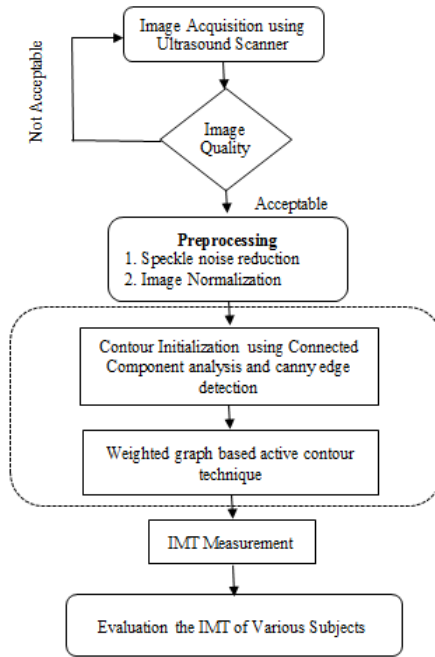 Image Acquisition using
Ultrasound Scanner
Not Acceptable
Image
Quality
Acceptable
Preprocessing
1. Speckle noise reduction
2. Image Normalization
Contour Initialization using Connected
Component analysis and canny edge
detection
Weighted graph based active contour
technique
IMT Measurement
Evaluation the IMT of Various Subjects